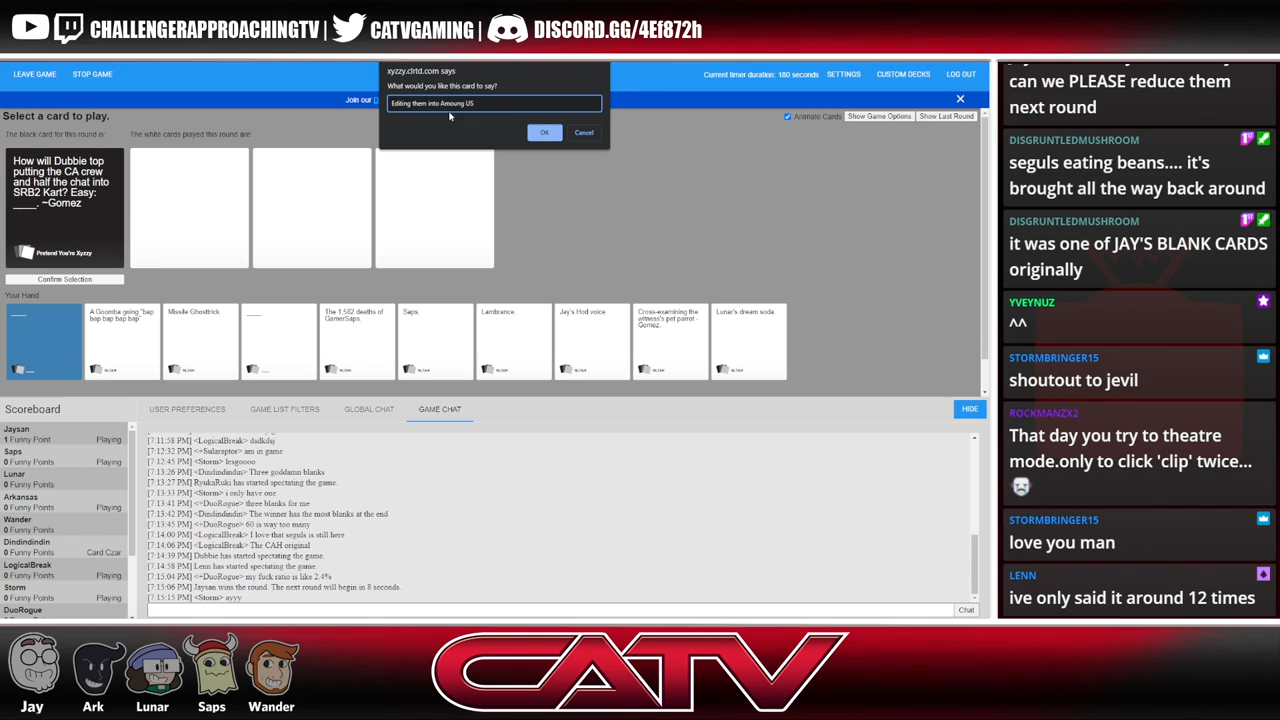 CHALLENGERAPPROACHINGTV | CATVGAMING | DISCORD.GG/4Ef872h
LEAVE GAME
STOP GAME
Current timer duration: 180 seconds
SETTINGS
CUSTOM DECKS
LOG OUT
xyzzy.clrtd.com says
What would you like this card to say?
Editing them into Amoung US
OK
Cancel
Join our
Select a card to play.
Animate Cards
Show Game Options
Show Last Round
The black card for this round is:
The white cards played this round are:
How will Dubbie top
putting the CA crew
and half the chat into
SRB2 Kart? Easy:
____. ~Gomez
Pretend You're Xyzzy
Confirm Selection
Your Hand
____
A Goomba going "bap
bap bap bap bap"
Missile Ghosttrick.
____
The 1,582 deaths of
GamerSaps.
Saps.
Lambrance.
Jay's Hod voice
Cross-examining the
witness's pet parrot -
Gomez.
Lunar's dream soda
Scoreboard
USER PREFERENCES
GAME LIST FILTERS
GLOBAL CHAT
GAME CHAT
HIDE
Jaysan
1 Funny Point
Playing
Saps
0 Funny Points
Playing
Lunar
0 Funny Points
Playing
Arkansas
0 Funny Points
Playing
Wander
0 Funny Points
Playing
Dindindindin
0 Funny Points
Card Czar
LogicalBreak
0 Funny Points
Playing
Storm
0 Funny Points
Playing
DuoRogue
0 Funny Points
Playing
[7:11:58 PM] <LogicalBreak> dsdkdsj
[7:12:32 PM] <+Sularaptor> am in game
[7:12:45 PM] <Storm> lesgoooo
[7:13:26 PM] <Dindindindin> Three goddamn blanks
[7:13:27 PM] RyukaRuki has started spectating the game.
[7:13:33 PM] <Storm> i only have one
[7:13:41 PM] <+DuoRogue> three blanks for me
[7:13:42 PM] <Dindindindin> The winner has the most blanks at the end
[7:13:45 PM] <+DuoRogue> 60 is way too many
[7:14:00 PM] <LogicalBreak> I love that seguls is still here
[7:14:06 PM] <LogicalBreak> The CAH original
[7:14:39 PM] Dubbie has started spectating the game.
[7:14:58 PM] Lenn has started spectating the game.
[7:15:04 PM] <+DuoRogue> my fuck ratio is like 2.4%
[7:15:06 PM] Jaysan wins the round. The next round will begin in 8 seconds.
[7:15:15 PM] <Storm> ayyy
Chat
can we PLEASE reduce them
next round
DISGRUNTLEDMUSHROOM
seguls eating beans.... it's
brought all the way back around
DISGRUNTLEDMUSHROOM
it was one of JAY'S BLANK CARDS
originally
YVEYNUZ
^^
STORMBRINGER15
shoutout to jevil
ROCKMANZX2
That day you try to theatre
mode.only to click 'clip' twice...
STORMBRINGER15
love you man
LENN
ive only said it around 12 times
Jay
Ark
Lunar
Saps
Wander
CATV